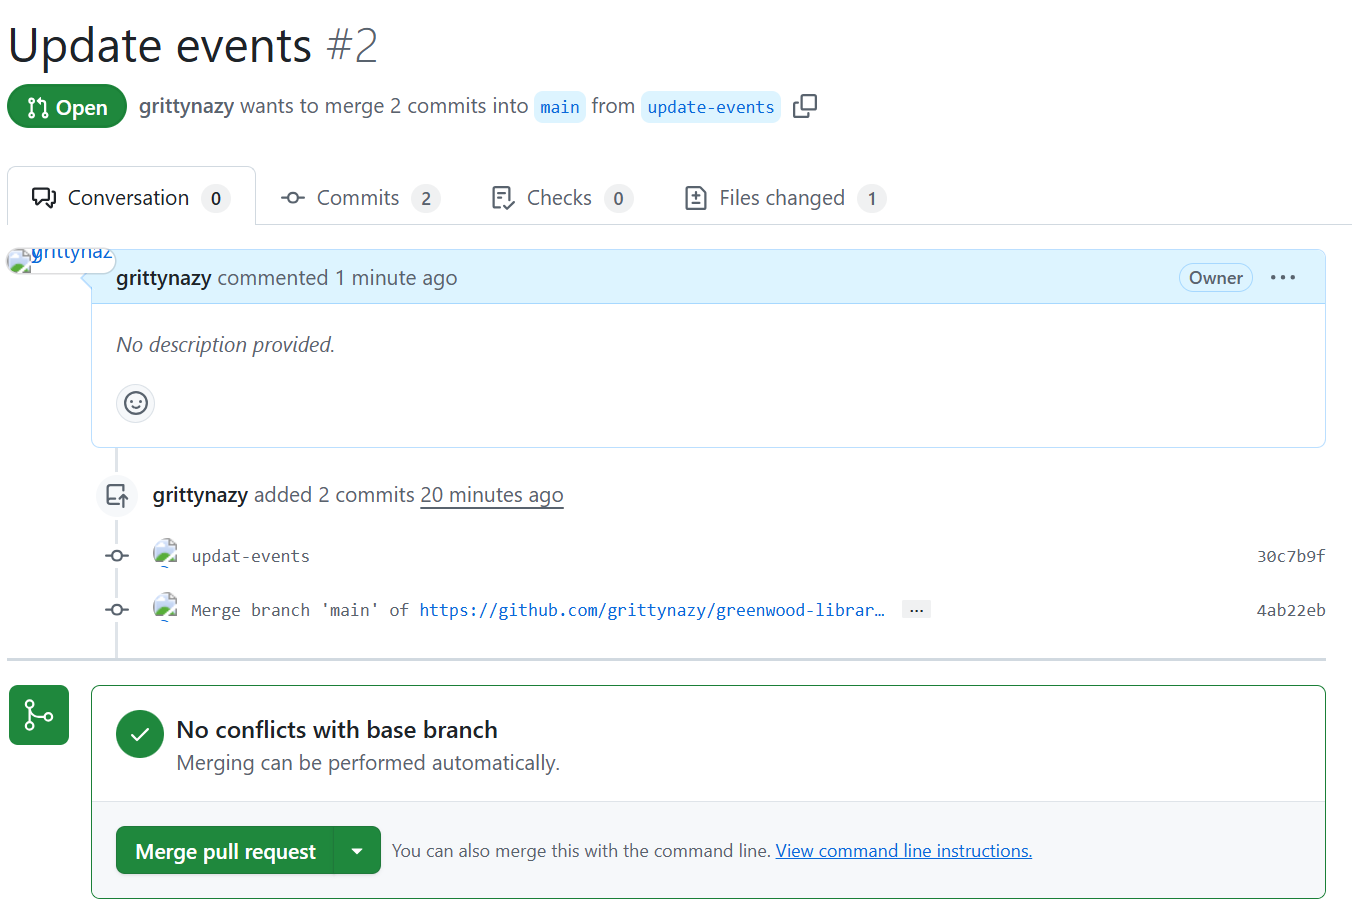 Update events #2
Open grittynazy wants to merge 2 commits into main from update-events
Conversation 0 Commits 2 Checks 0 Files changed 1
grittynazy
grittynazy commented 1 minute ago Owner
No description provided.
grittynazy added 2 commits 20 minutes ago
updat-events 30c7b9f
Merge branch 'main' of https://github.com/grittynazy/greenwood-librar… ... 4ab22eb
No conflicts with base branch
Merging can be performed automatically.
Merge pull request You can also merge this with the command line. View command line instructions.